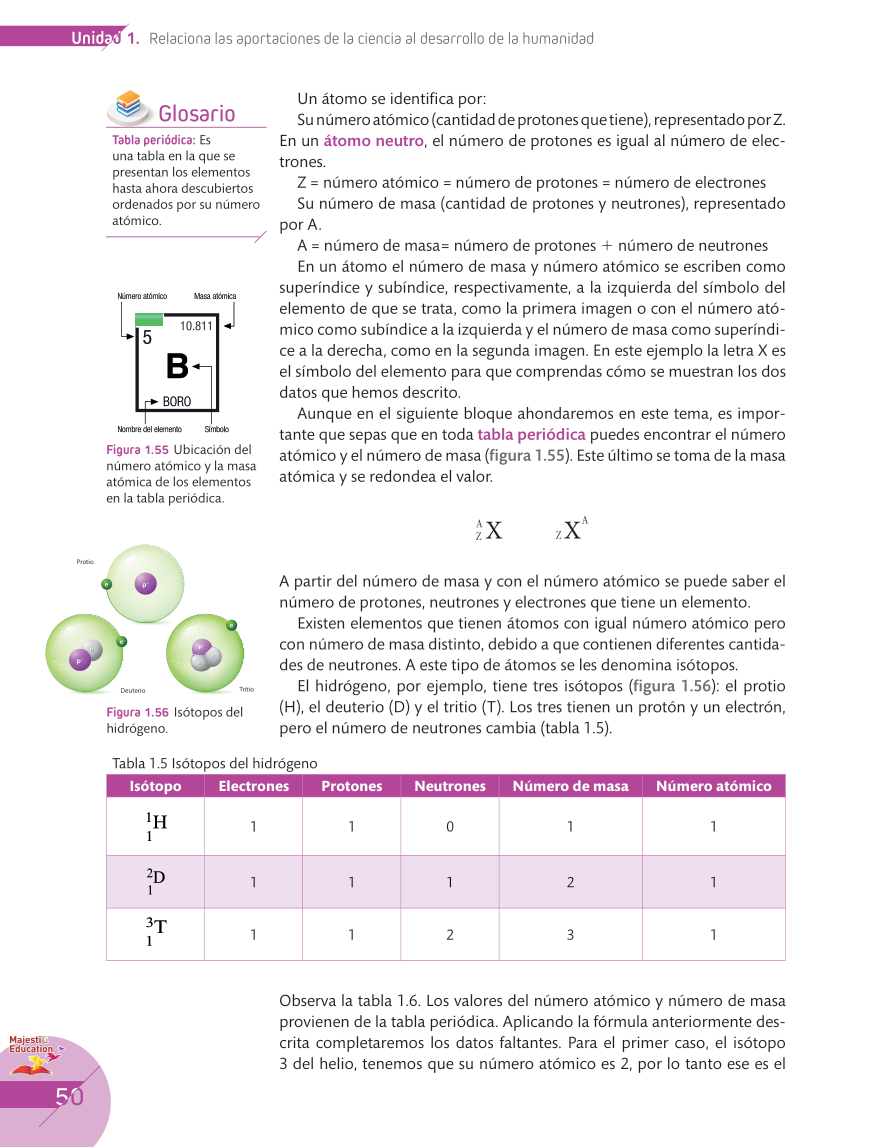 Unidad 1. Relaciona las aportaciones de la ciencia al desarrollo de la humanidad
Glosario
Tabla periódica: Es
una tabla en la que se
presentan los elementos
hasta ahora descubiertos
ordenados por su número
atómico.
Número atómico Masa atómica
10.811
5
B
BORO
Nombre del elemento Símbolo
Figura 1.55 Ubicación del
número atómico y la masa
atómica de los elementos
en la tabla periódica.
Protio
e-
p+
e-
p+
n
Deuterio
e-
p+
Tritio
Figura 1.56 Isótopos del
hidrógeno.
Un átomo se identifica por:
Su número atómico (cantidad de protones que tiene), representado por Z.
En un átomo neutro, el número de protones es igual al número de elec-
trones.
Z = número atómico = número de protones = número de electrones
Su número de masa (cantidad de protones y neutrones), representado
por A.
A = número de masa= número de protones + número de neutrones
En un átomo el número de masa y número atómico se escriben como
superíndice y subíndice, respectivamente, a la izquierda del símbolo del
elemento de que se trata, como la primera imagen o con el número ató-
mico como subíndice a la izquierda y el número de masa como superíndi-
ce a la derecha, como en la segunda imagen. En este ejemplo la letra X es
el símbolo del elemento para que comprendas cómo se muestran los dos
datos que hemos descrito.
Aunque en el siguiente bloque ahondaremos en este tema, es impor-
tante que sepas que en toda tabla periódica puedes encontrar el número
atómico y el número de masa (figura 1.55). Este último se toma de la masa
atómica y se redondea el valor.
A Z X Z X A
A partir del número de masa y con el número atómico se puede saber el
número de protones, neutrones y electrones que tiene un elemento.
Existen elementos que tienen átomos con igual número atómico pero
con número de masa distinto, debido a que contienen diferentes cantida-
des de neutrones. A este tipo de átomos se les denomina isótopos.
El hidrógeno, por ejemplo, tiene tres isótopos (figura 1.56): el protio
(H), el deuterio (D) y el tritio (T). Los tres tienen un protón y un electrón,
pero el número de neutrones cambia (tabla 1.5).
Tabla 1.5 Isótopos del hidrógeno
Isótopo Electrones Protones Neutrones Número de masa Número atómico
1 1 H 1 1 0 1 1
2 1 D 1 1 1 2 1
3 1 T 1 1 2 3 1
Observa la tabla 1.6. Los valores del número atómico y número de masa
provienen de la tabla periódica. Aplicando la fórmula anteriormente des-
crita completaremos los datos faltantes. Para el primer caso, el isótopo
3 del helio, tenemos que su número atómico es 2, por lo tanto ese es el
Majestic
Education
50